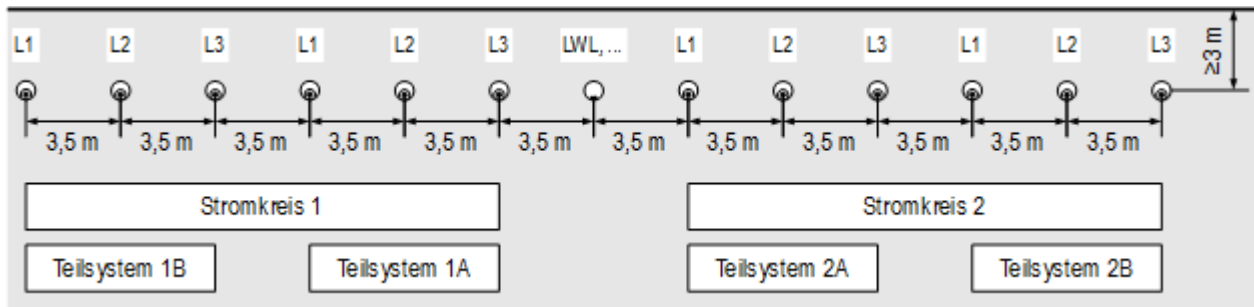 L1 L2 L3 L1 L2 L3 LWL, ... L1 L2 L3 L1 L2 L3
≥3 m
3,5 m 3,5 m 3,5 m 3,5 m 3,5 m 3,5 m 3,5 m 3,5 m 3,5 m 3,5 m 3,5 m 3,5 m
Stromkreis 1 Stromkreis 2
Teilsystem 1B Teilsystem 1A Teilsystem 2A Teilsystem 2B